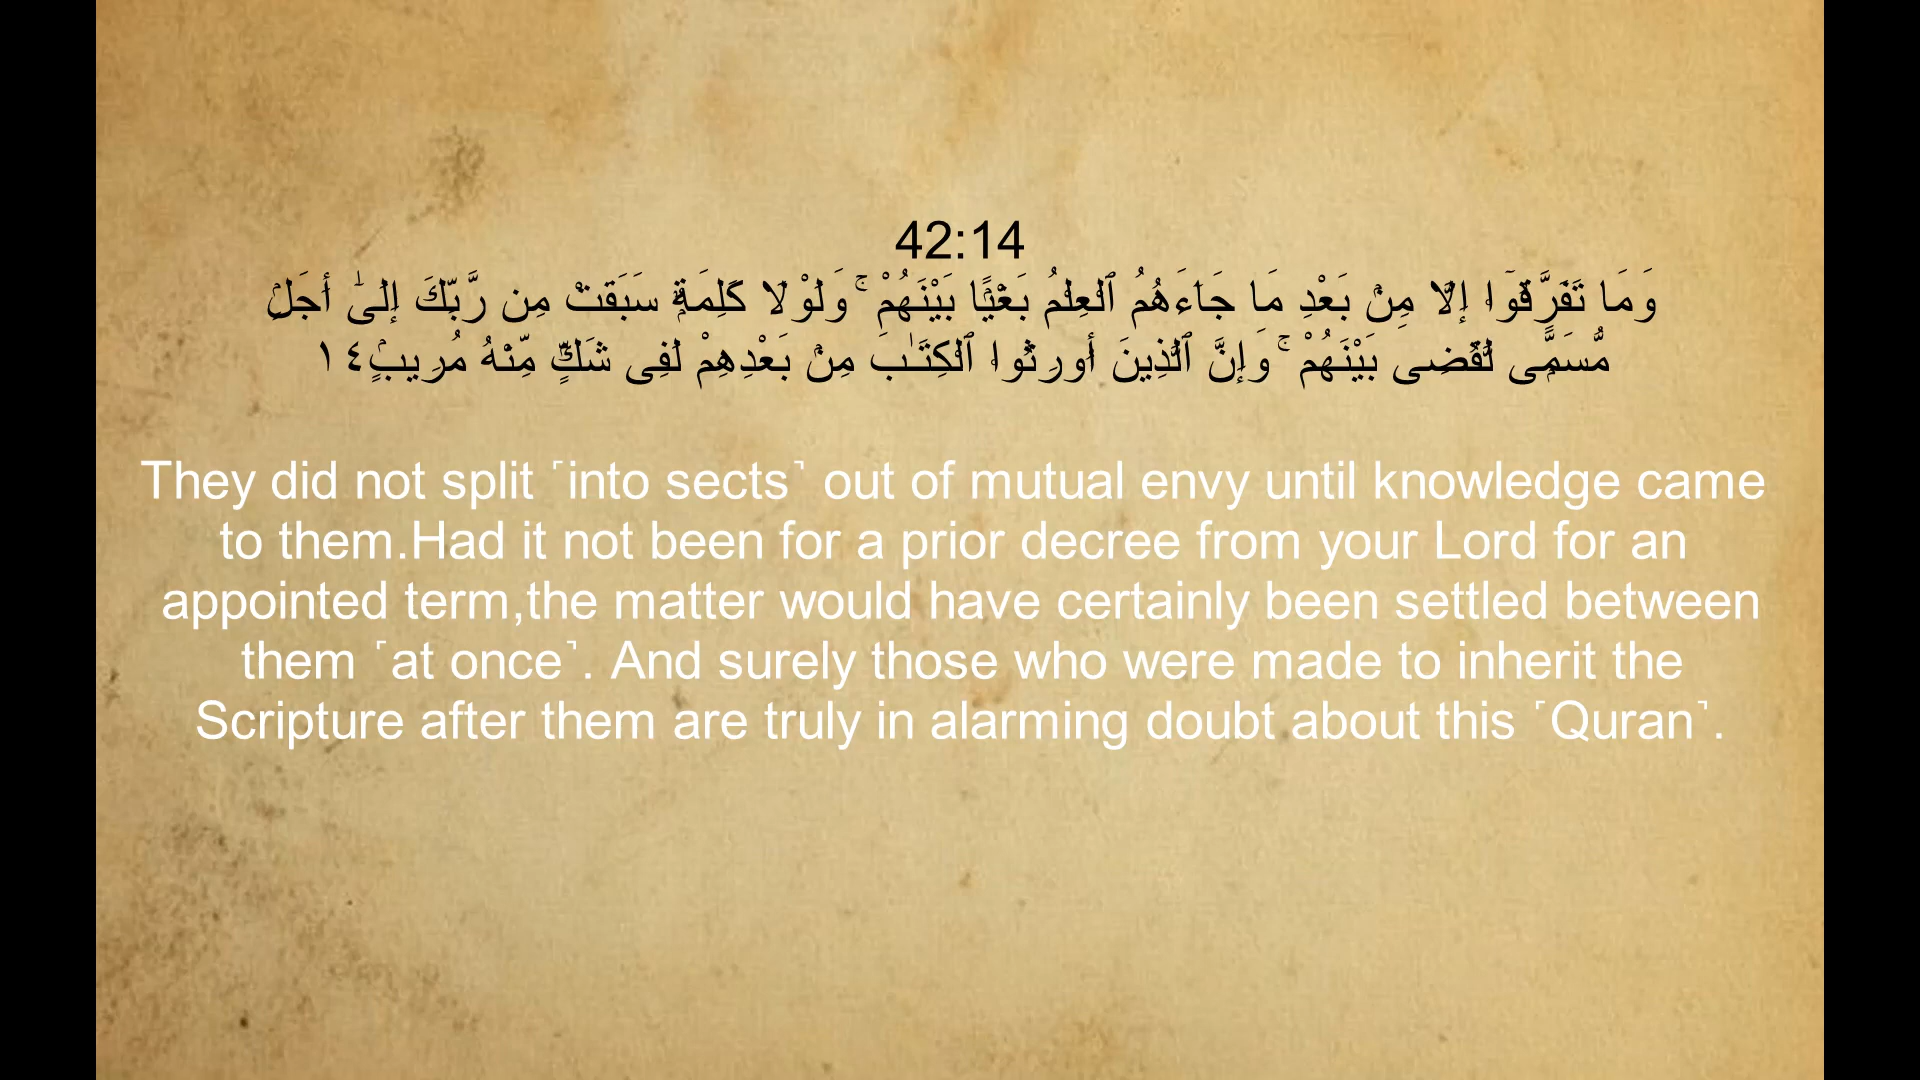 42:14
وَمَا تَفَرَّقُوٓا۟ إِلَّا مِنۢ بَعْدِ مَا جَآءَهُمُ ٱلْعِلْمُ بَغْيًۢا بَيْنَهُمْ ۚ وَلَوْلَا كَلِمَةٌۭ سَبَقَتْ مِن رَّبِّكَ إِلَىٰٓ أَجَلٍۢ
مُّسَمًّۭى لَّقُضِىَ بَيْنَهُمْ ۚ وَإِنَّ ٱلَّذِينَ أُورِثُوا۟ ٱلْكِتَـٰبَ مِنۢ بَعْدِهِمْ لَفِى شَكٍّۢ مِّنْهُ مُرِيبٍۢ ١٤
They did not split ˹into sects˺ out of mutual envy until knowledge came
to them.Had it not been for a prior decree from your Lord for an
appointed term,the matter would have certainly been settled between
them ˹at once˺. And surely those who were made to inherit the
Scripture after them are truly in alarming doubt about this ˹Quran˺.